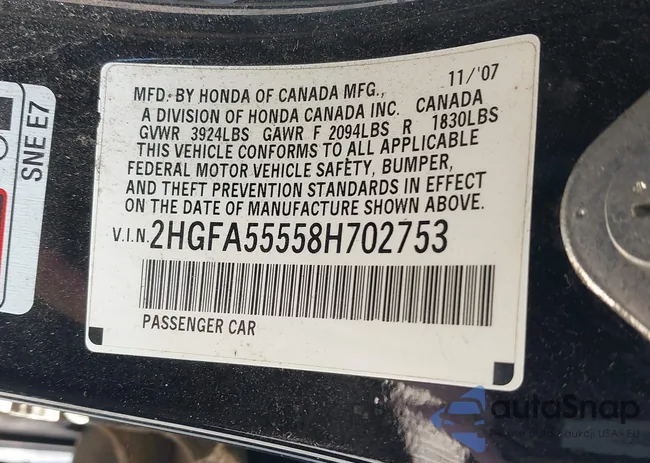 SNE E7
11/'07
MFD. BY HONDA OF CANADA MFG.,
A DIVISION OF HONDA CANADA INC. CANADA
GVWR 3924LBS GAWR F 2094LBS R 1830LBS
THIS VEHICLE CONFORMS TO ALL APPLICABLE
FEDERAL MOTOR VEHICLE SAFETY, BUMPER,
AND THEFT PREVENTION STANDARDS IN EFFECT
ON THE DATE OF MANUFACTURE SHOWN ABOVE.
V.I.N.2HGFA55558H702753
PASSENGER CAR
autoSnap